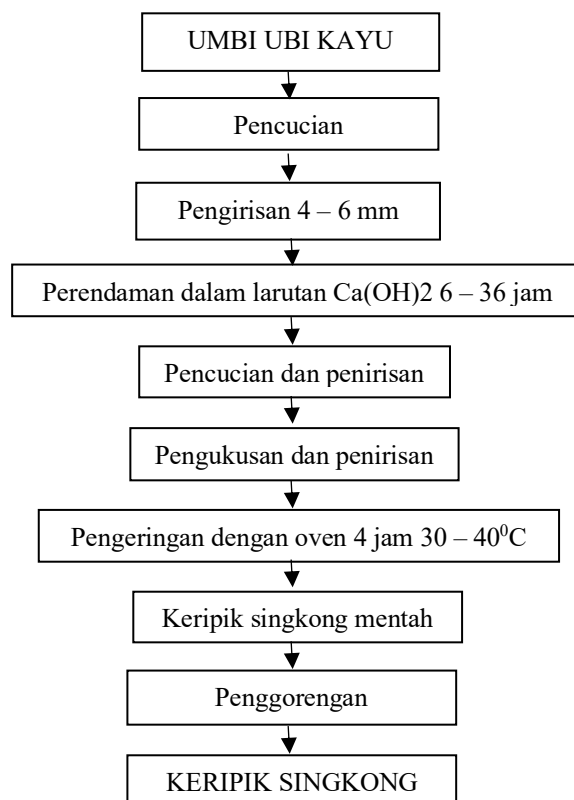 UMBI UBI KAYU
Pencucian
Pengirisan 4 – 6 mm
Perendaman dalam larutan Ca(OH)2 6 – 36 jam
Pencucian dan penirisan
Pengukusan dan penirisan
Pengeringan dengan oven 4 jam 30 – 40⁰C
Keripik singkong mentah
Penggorengan
KERIPIK SINGKONG